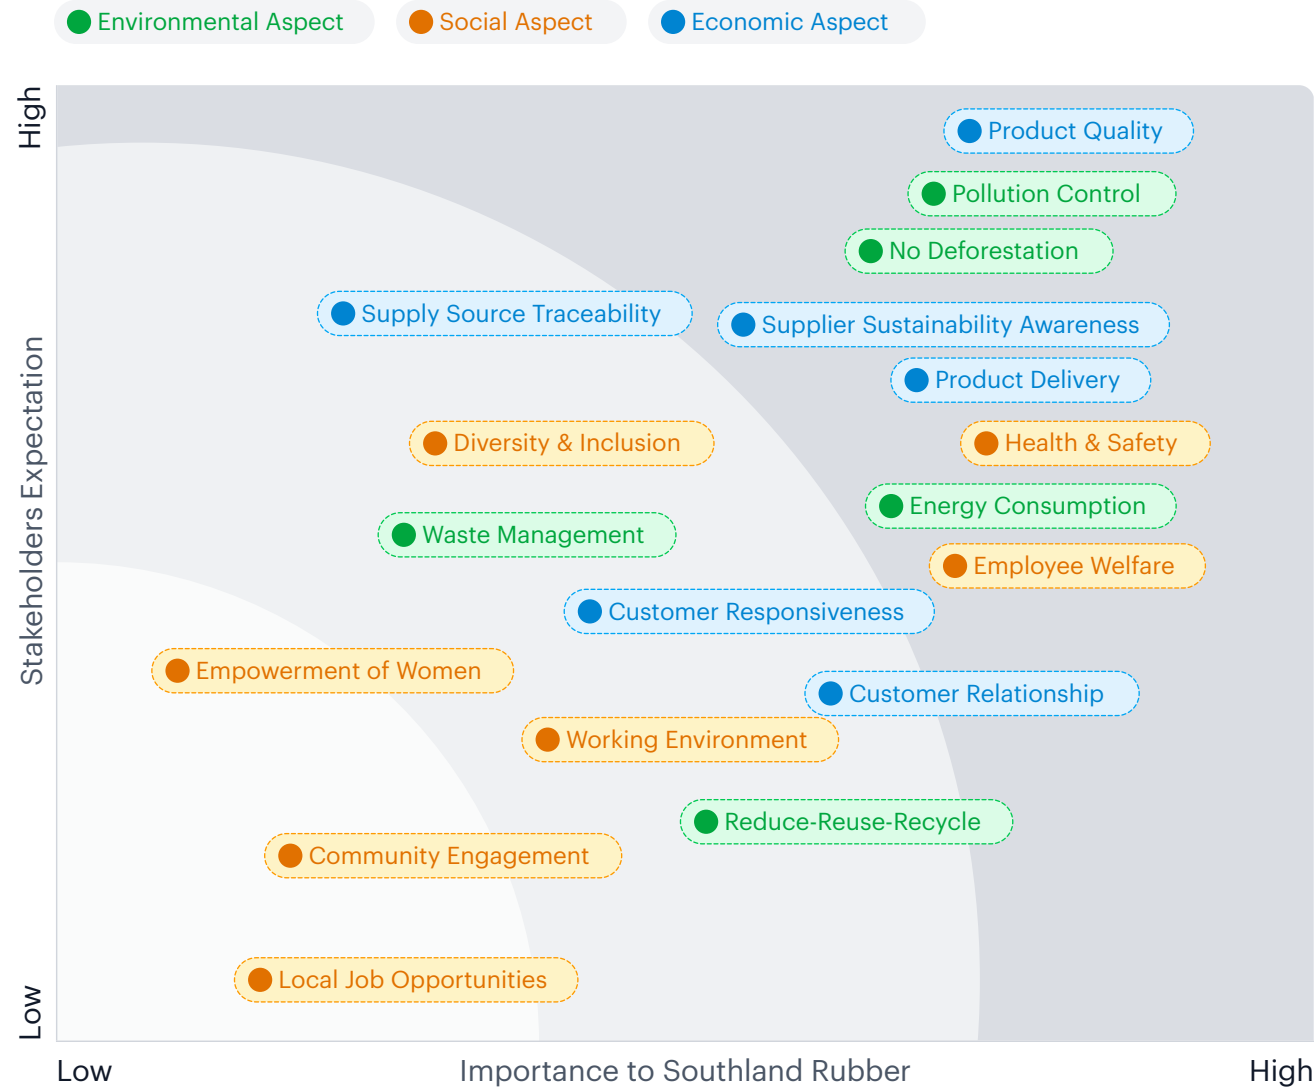 Environmental Aspect
Social Aspect
Economic Aspect
High
Product Quality
Pollution Control
No Deforestation
Supply Source Traceability
Supplier Sustainability Awareness
Product Delivery
Diversity & Inclusion
Health & Safety
Energy Consumption
Waste Management
Employee Welfare
Customer Responsiveness
Stakeholders Expectation
Empowerment of Women
Customer Relationship
Working Environment
Reduce-Reuse-Recycle
Community Engagement
Local Job Opportunities
Low
Low
Importance to Southland Rubber
High